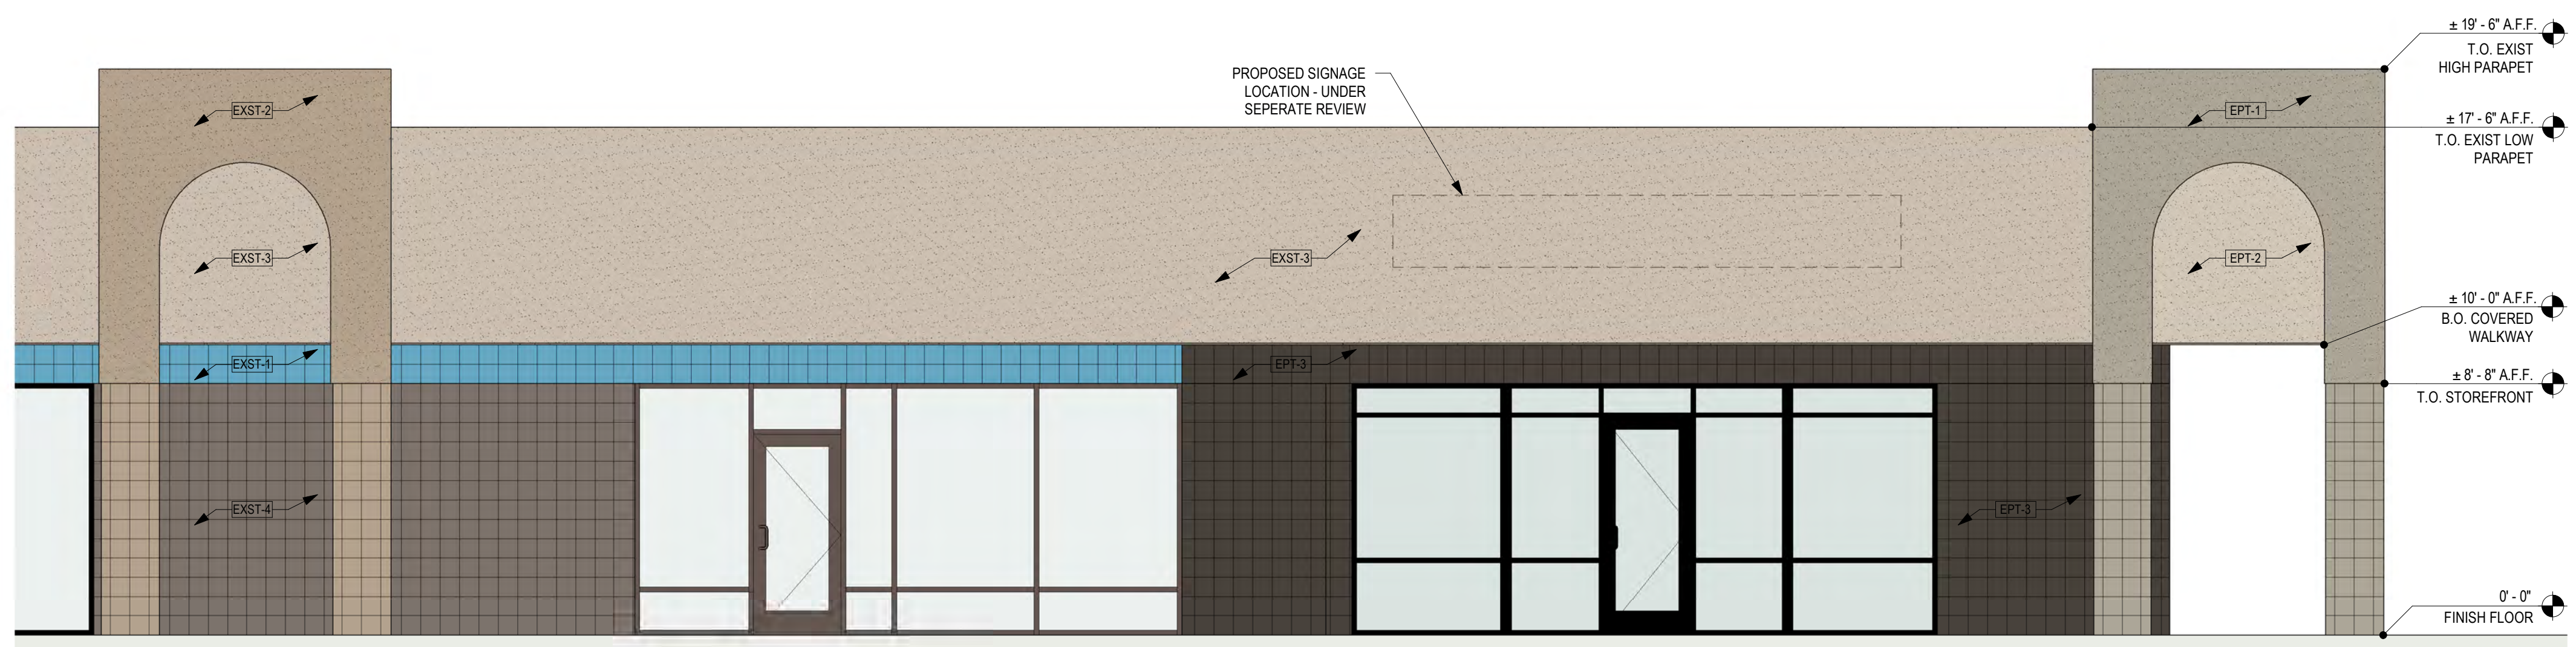 ± 19' - 6" A.F.F.
T.O. EXIST
HIGH PARAPET
PROPOSED SIGNAGE
LOCATION - UNDER
SEPERATE REVIEW
EXST-2
EPT-1
± 17' - 6" A.F.F.
T.O. EXIST LOW
PARAPET
EXST-3
EXST-3
EPT-2
± 10' - 0" A.F.F.
B.O. COVERED
WALKWAY
EXST-1
EPT-3
± 8' - 8" A.F.F.
T.O. STOREFRONT
EXST-4
EPT-3
0' - 0"
FINISH FLOOR